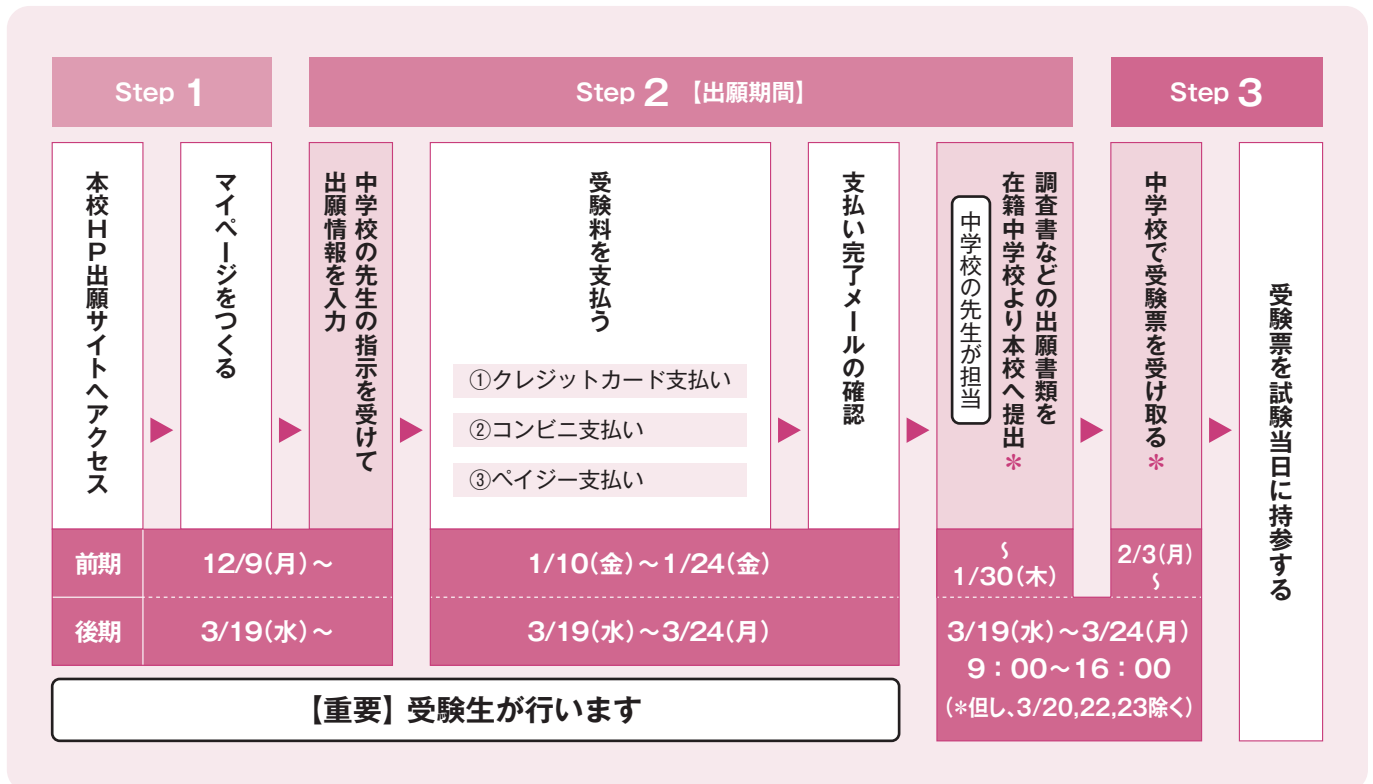 Step 1
Step 2 【出願期間】
Step 3
本校HP出願サイトへアクセス
マイページをつくる
中学校の先生の指示を受けて
出願情報を入力
受験料を支払う
①クレジットカード支払い
②コンビニ支払い
③ペイジー支払い
支払い完了メールの確認
調査書などの出願書類を
在籍中学校より本校へ提出＊
中学校の先生が担当
中学校で受験票を受け取る＊
受験票を試験当日に持参する
前期
12/9(月)～
1/10(金)～1/24(金)
～
1/30(木)
2/3(月)
～
後期
3/19(水)～
3/19(水)～3/24(月)
3/19(水)～3/24(月)
9：00～16：00
(＊但し、3/20,22,23除く)
【重要】受験生が行います